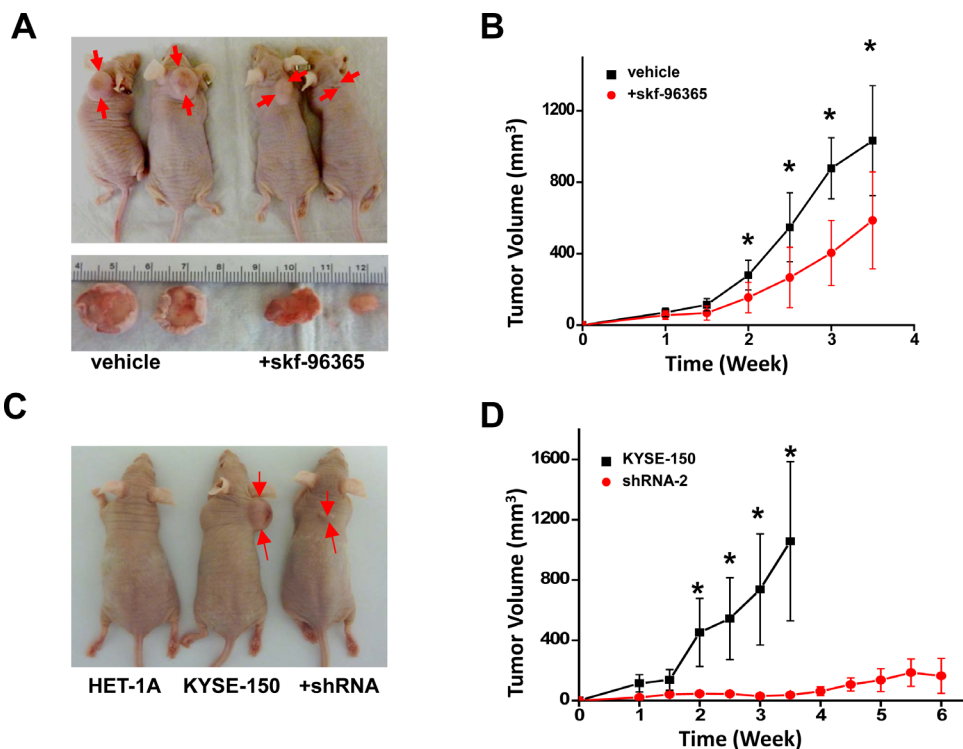 A
4 5 6 7 8 9 10 11 12
vehicle +skf-96365
B
Tumor Volume (mm³)
1200
800
400
0
vehicle
+skf-96365
* * * * *
0 1 2 3 4
Time (Week)
C
HET-1A KYSE-150 +shRNA
D
Tumor Volume (mm³)
1600
1200
800
400
0
KYSE-150
shRNA-2
* * * *
0 1 2 3 4 5 6
Time (Week)